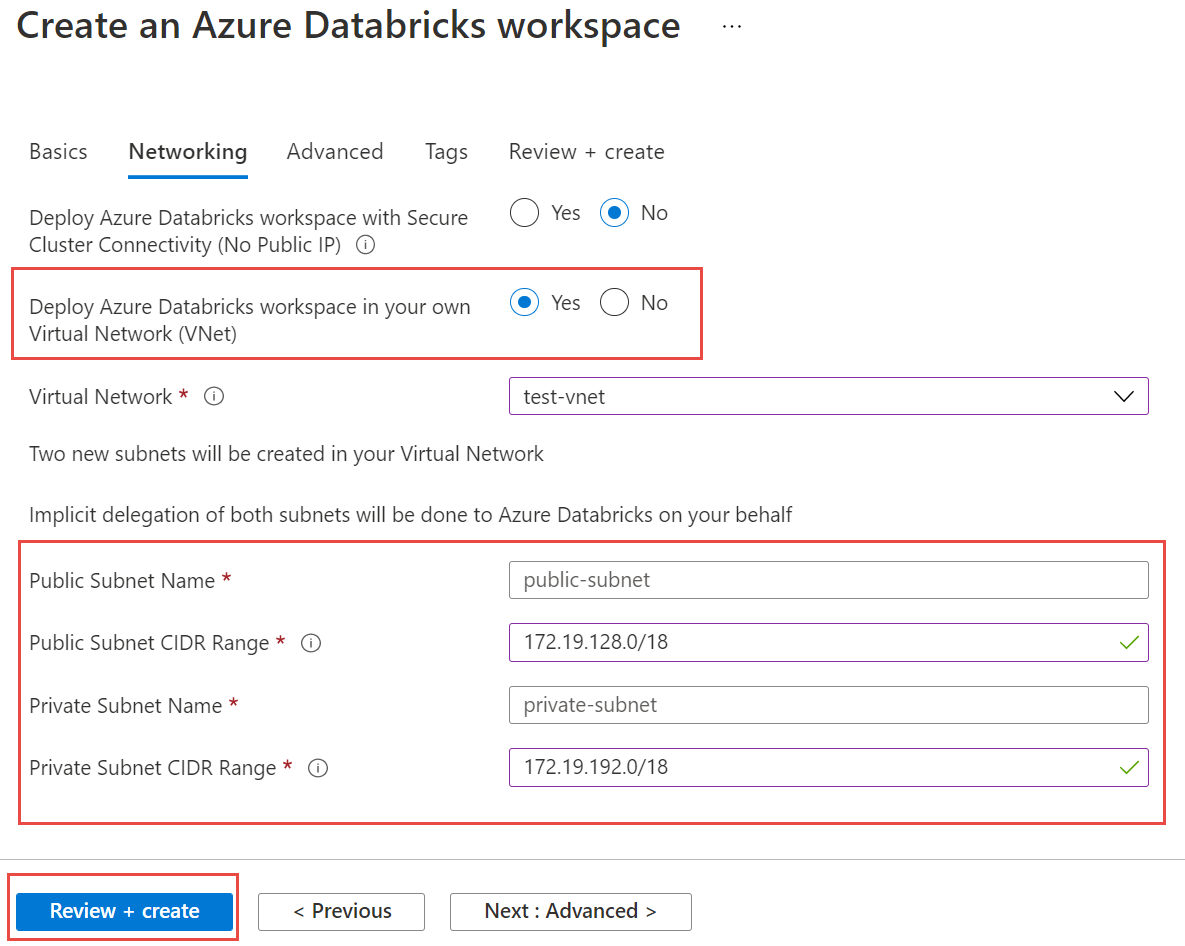 Create an Azure Databricks workspace ...
Basics Networking Advanced Tags Review + create
Deploy Azure Databricks workspace with Secure
Cluster Connectivity (No Public IP)
Yes No
Deploy Azure Databricks workspace in your own
Virtual Network (VNet)
Yes No
Virtual Network *
test-vnet
Two new subnets will be created in your Virtual Network
Implicit delegation of both subnets will be done to Azure Databricks on your behalf
Public Subnet Name *
public-subnet
Public Subnet CIDR Range *
172.19.128.0/18
Private Subnet Name *
private-subnet
Private Subnet CIDR Range *
172.19.192.0/18
Review + create
< Previous
Next : Advanced >